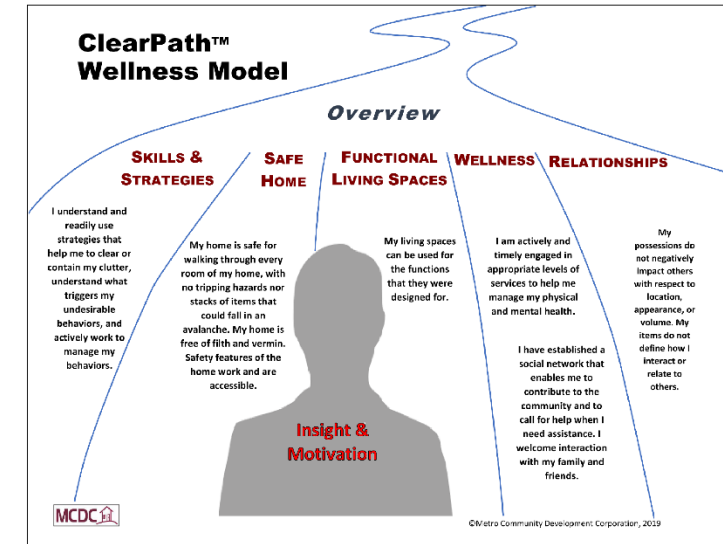 ClearPath™
Wellness Model
Overview
SKILLS &
STRATEGIES
SAFE
HOME
FUNCTIONAL
LIVING SPACES
WELLNESS
RELATIONSHIPS
I understand and
readily use
strategies that
help me to clear or
contain my clutter,
understand what
triggers my
undesirable
behaviors, and
actively work to
manage my
behaviors.
My home is safe for
walking through every
room of my home, with
no tripping hazards nor
stacks of items that
could fall in an
avalanche. My home is
free of filth and vermin.
Safety features of the
home work and are
accessible.
My living spaces
can be used for
the functions
that they were
designed for.
I am actively and
timely engaged in
appropriate levels of
services to help me
manage my physical
and mental health.
I have established a
social network that
enables me to
contribute to the
community and to
call for help when I
need assistance. I
welcome interaction
with my family and
friends.
My
possessions do
not negatively
impact others
with respect to
location,
appearance, or
volume. My
items do not
define how I
interact or
relate to
others.
Insight &
Motivation
MCDC
©Metro Community Development Corporation, 2019